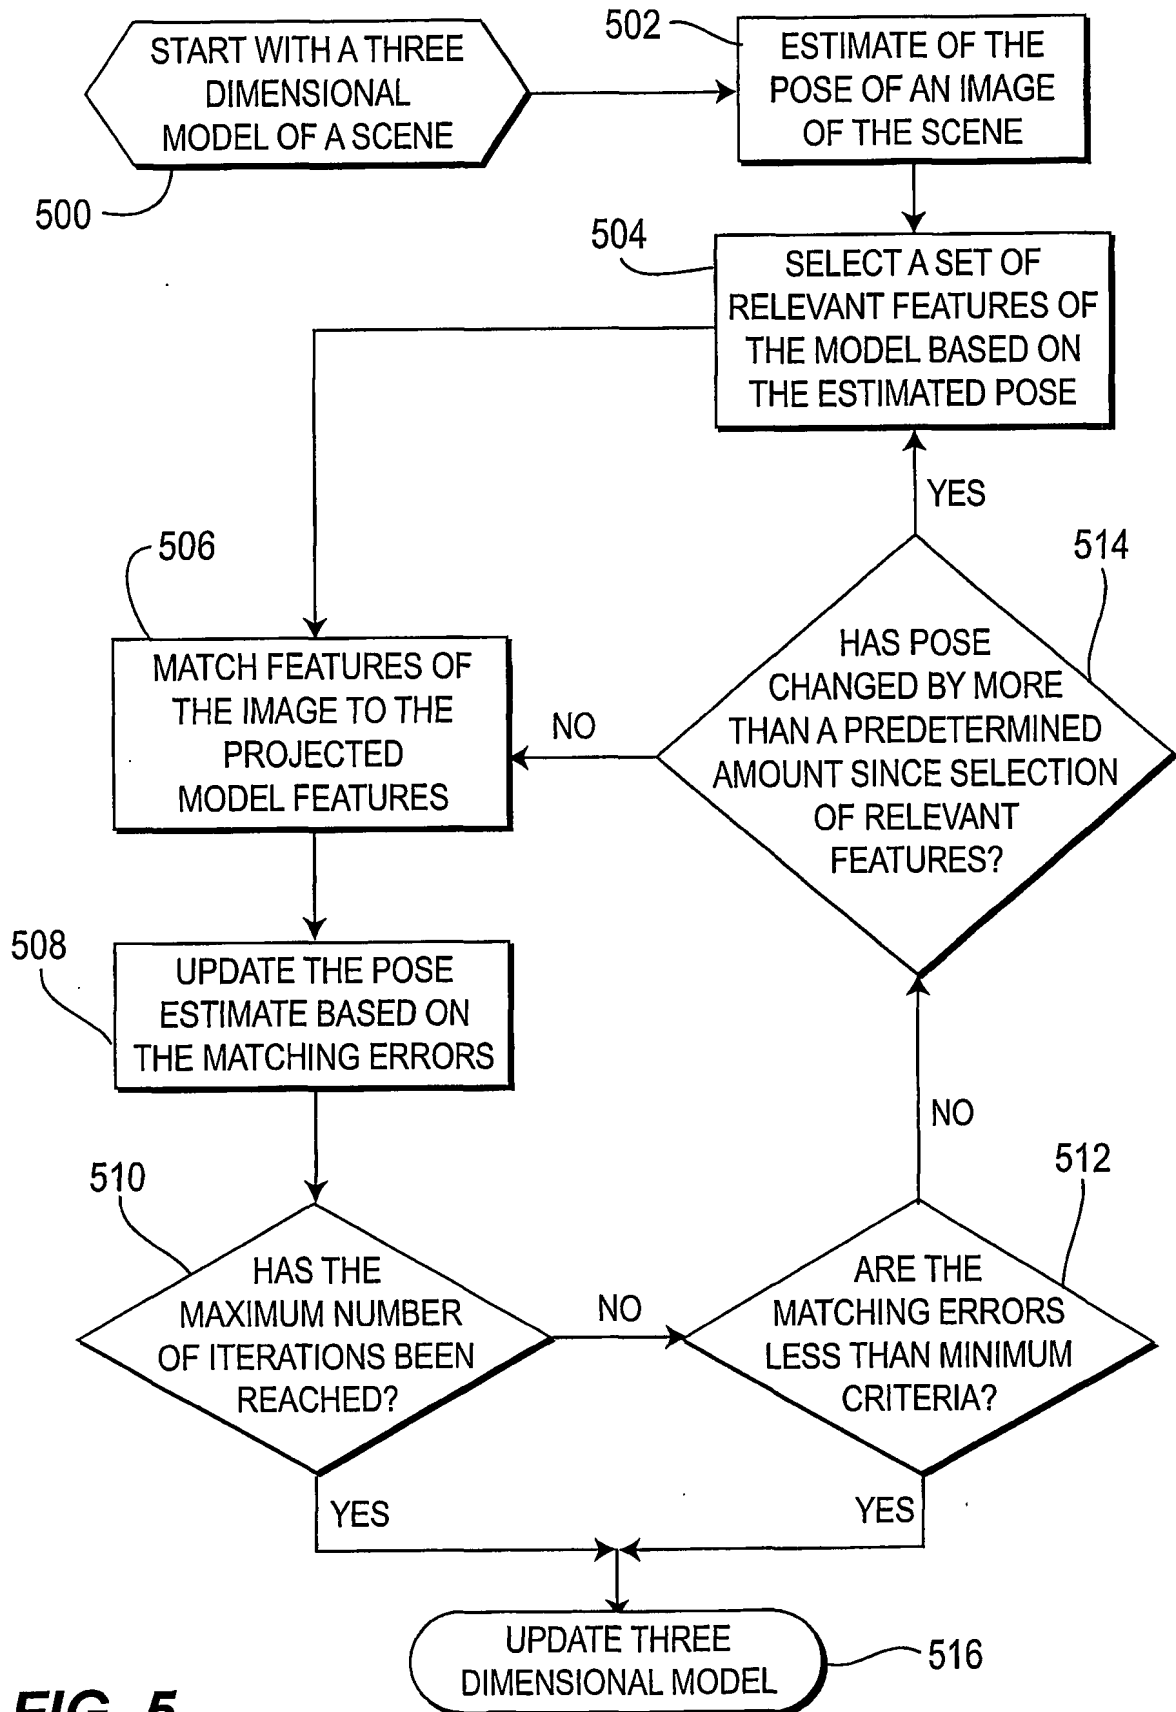 START WITH A THREE
DIMENSIONAL
MODEL OF A SCENE
500
502
ESTIMATE OF THE
POSE OF AN IMAGE
OF THE SCENE
504
SELECT A SET OF
RELEVANT FEATURES OF
THE MODEL BASED ON
THE ESTIMATED POSE
YES
506
MATCH FEATURES OF
THE IMAGE TO THE
PROJECTED
MODEL FEATURES
NO
514
HAS POSE
CHANGED BY MORE
THAN A PREDETERMINED
AMOUNT SINCE SELECTION
OF RELEVANT
FEATURES?
508
UPDATE THE POSE
ESTIMATE BASED ON
THE MATCHING ERRORS
NO
510
HAS THE
MAXIMUM NUMBER
OF ITERATIONS BEEN
REACHED?
NO
512
ARE THE
MATCHING ERRORS
LESS THAN MINIMUM
CRITERIA?
YES
YES
UPDATE THREE
DIMENSIONAL MODEL
516
FIG. 5